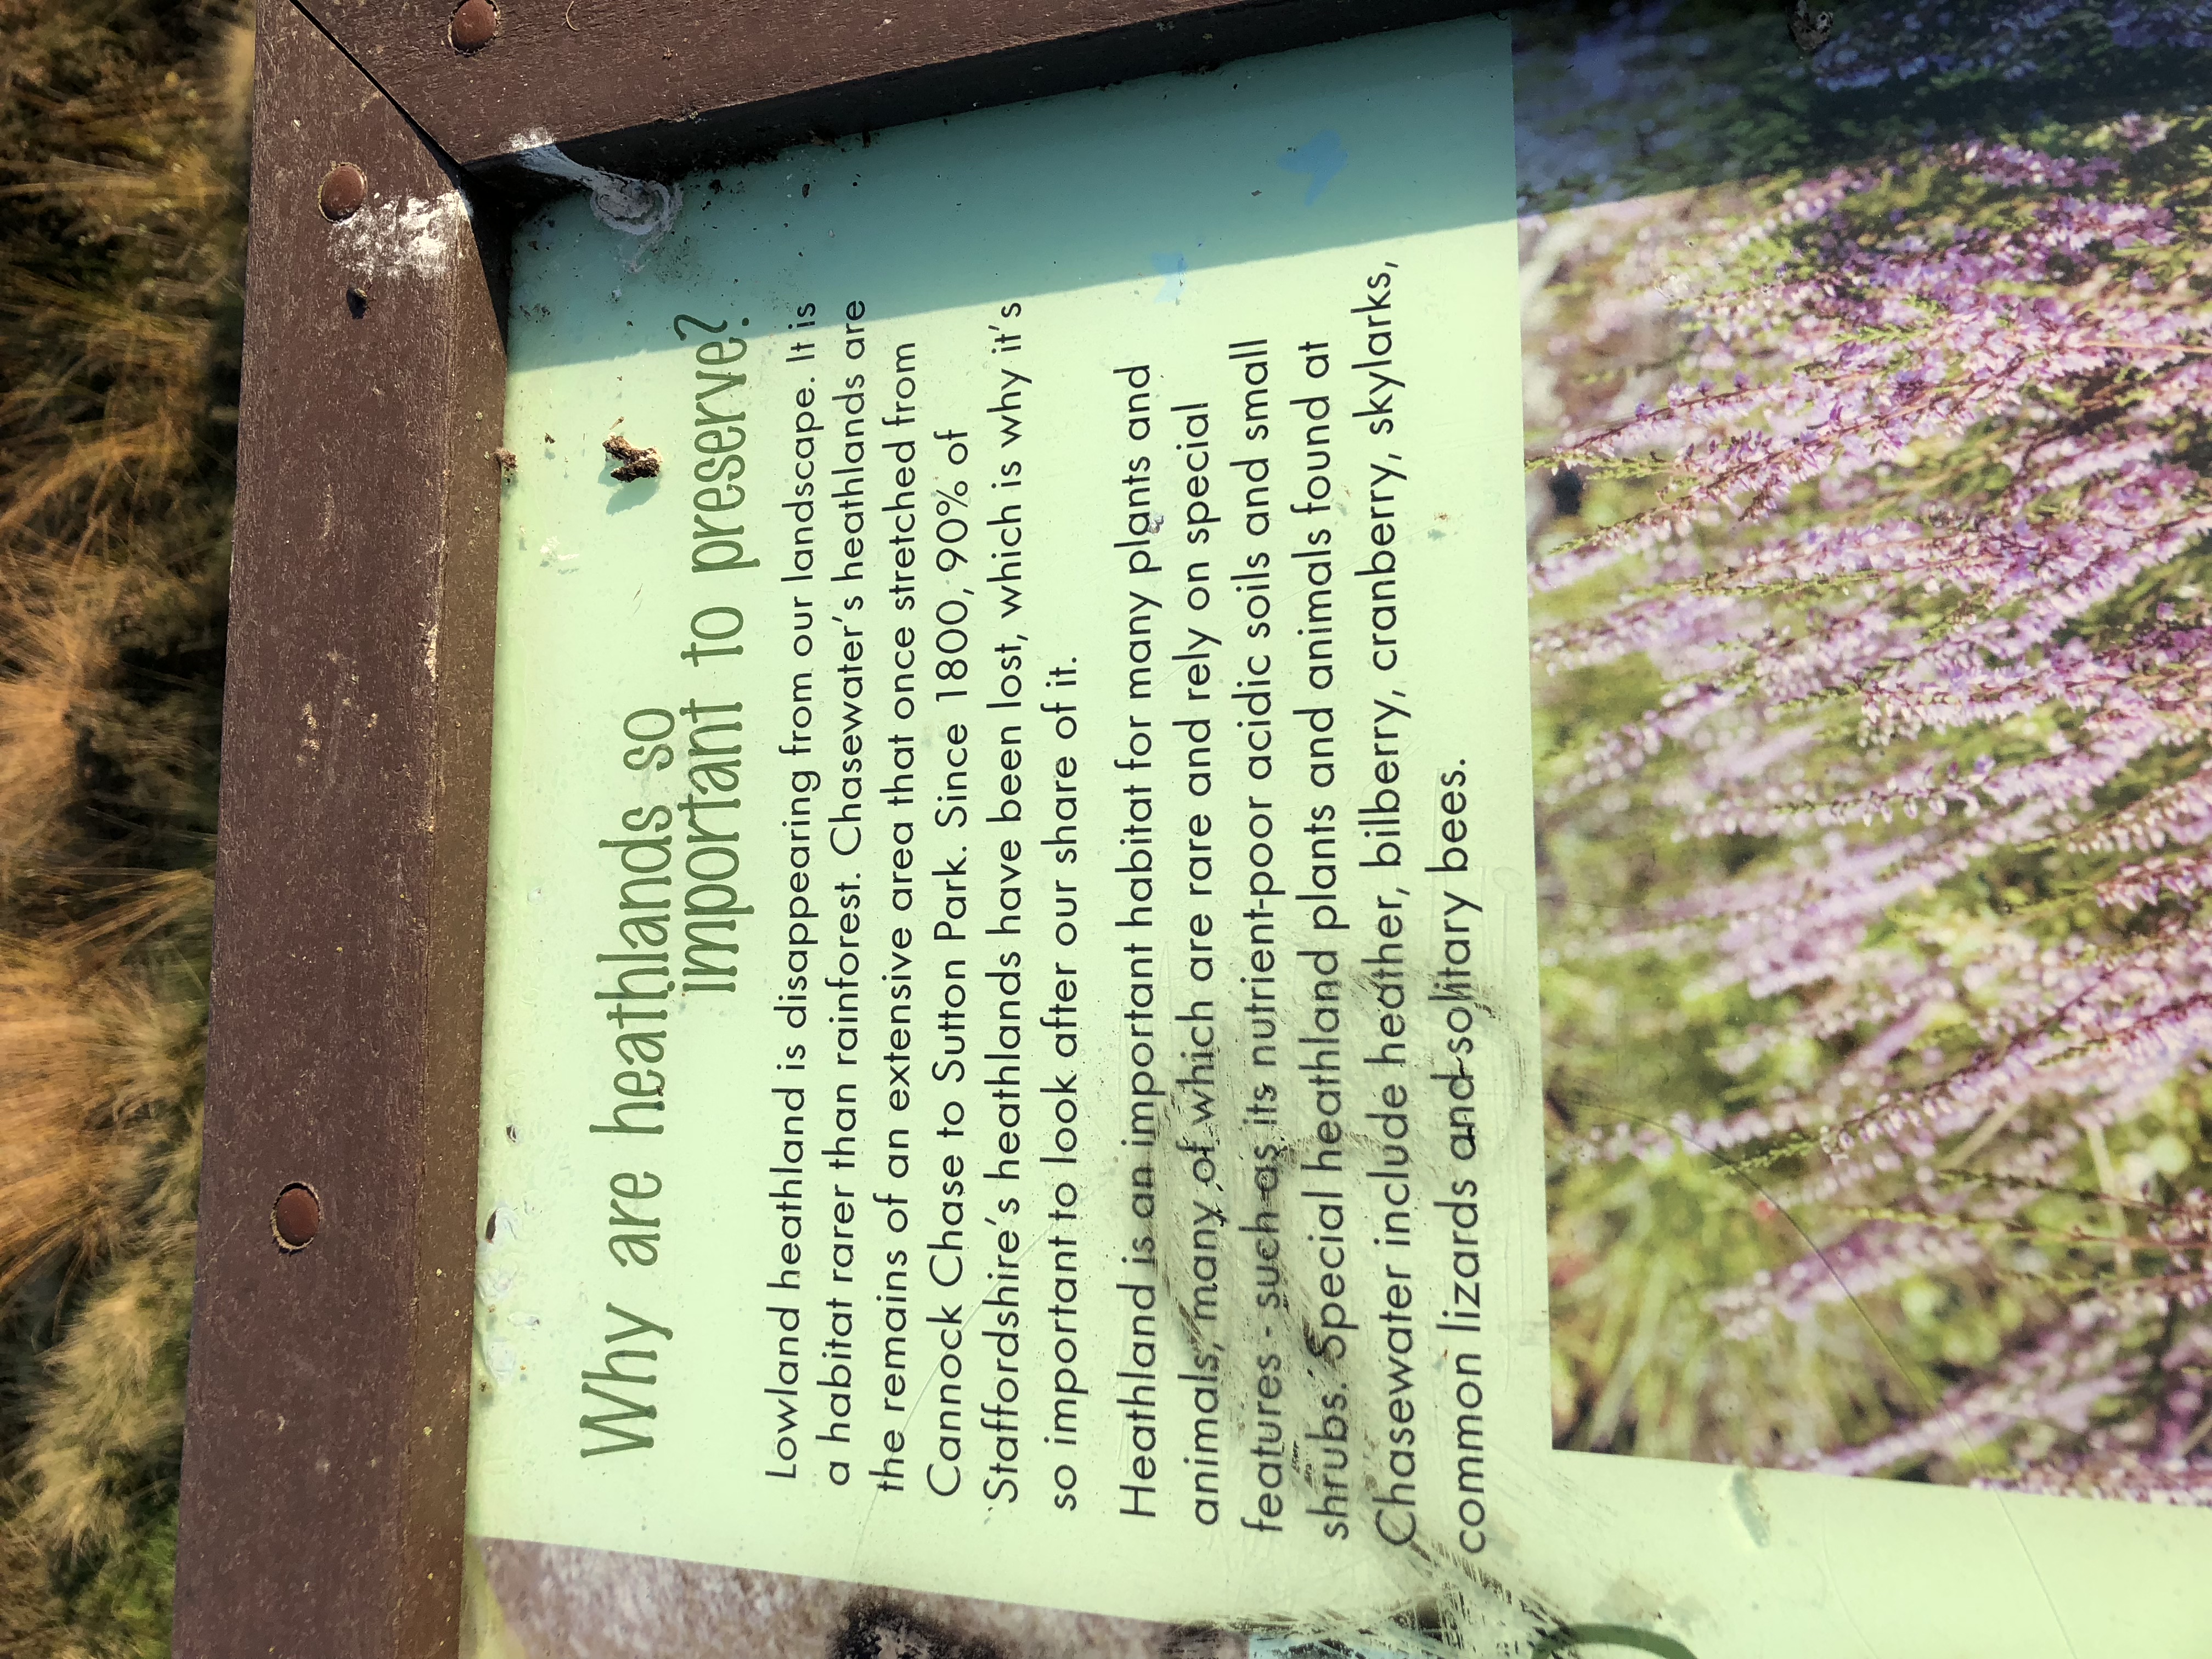 Why are heathlands so
important to preserve?
Lowland heathland is disappearing from our landscape. It is
a habitat rarer than rainforest. Chasewater's heathlands are
the remains of an extensive area that once stretched from
Cannock Chase to Sutton Park. Since 1800, 90% of
Staffordshire's heathlands have been lost, which is why it's
so important to look after our share of it.
Heathland is an important habitat for many plants and
animals, many of which are rare and rely on special
features - such as its nutrient-poor acidic soils and small
shrubs. Special heathland plants and animals found at
Chasewater include heather, bilberry, cranberry, skylarks,
common lizards and solitary bees.